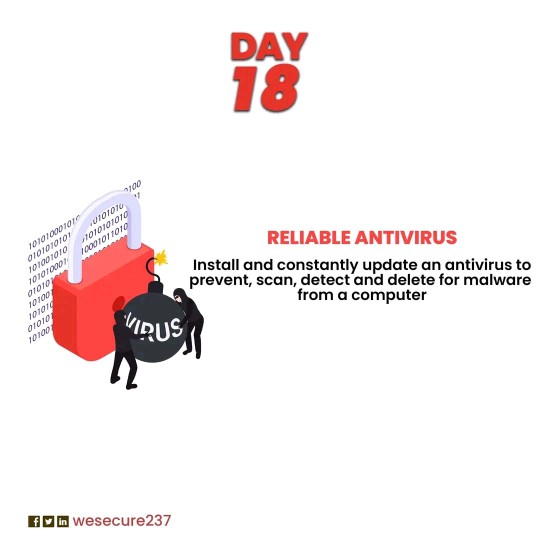 DAY
18
RELIABLE ANTIVIRUS
Install and constantly update an antivirus to
prevent, scan, detect and delete for malware
from a computer
VIRUS
wesecure237